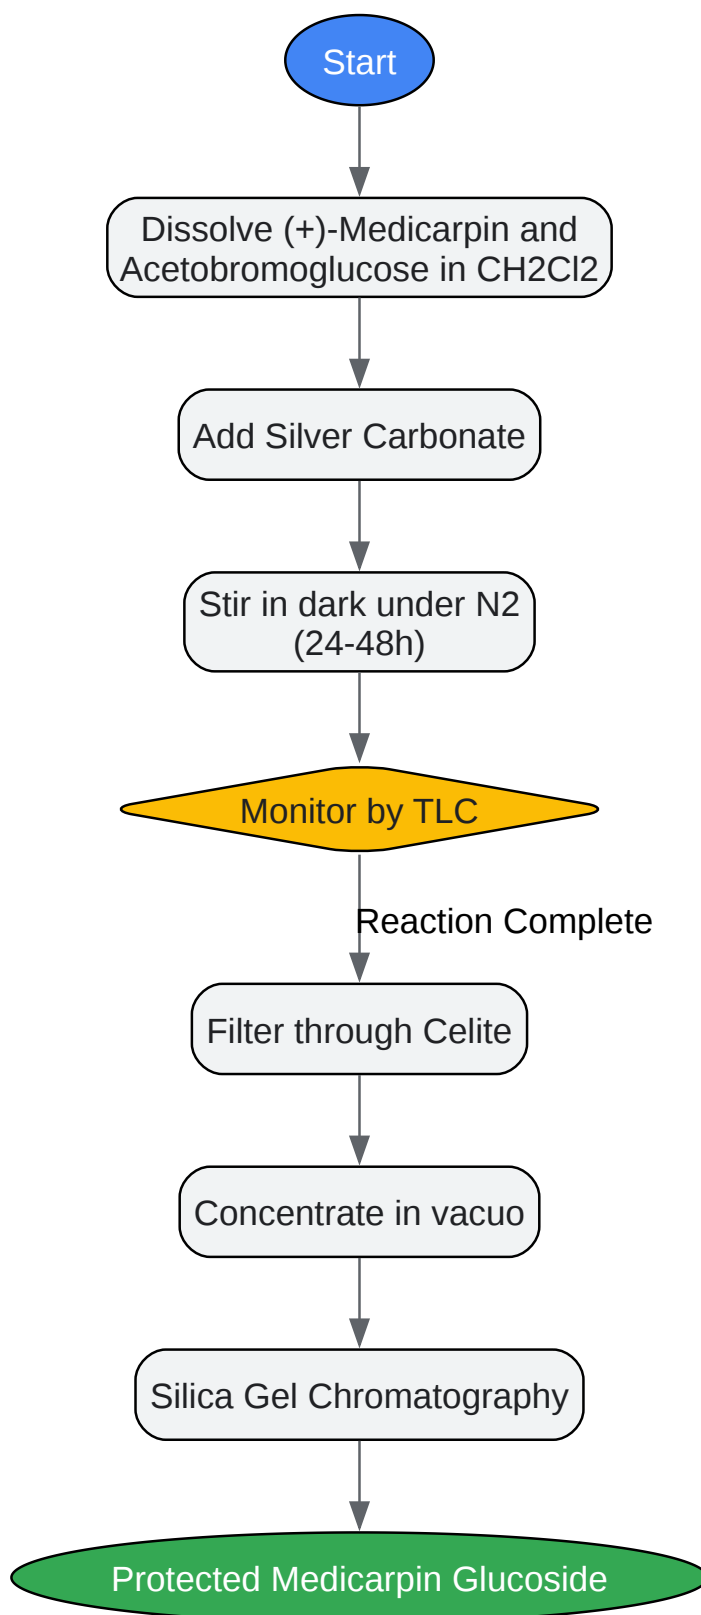 Start
Dissolve (+)-Medicarpin and
Acetobromoglucose in CH2Cl2
Add Silver Carbonate
Stir in dark under N2
(24-48h)
Monitor by TLC
Reaction Complete
Filter through Celite
Concentrate in vacuo
Silica Gel Chromatography
Protected Medicarpin Glucoside